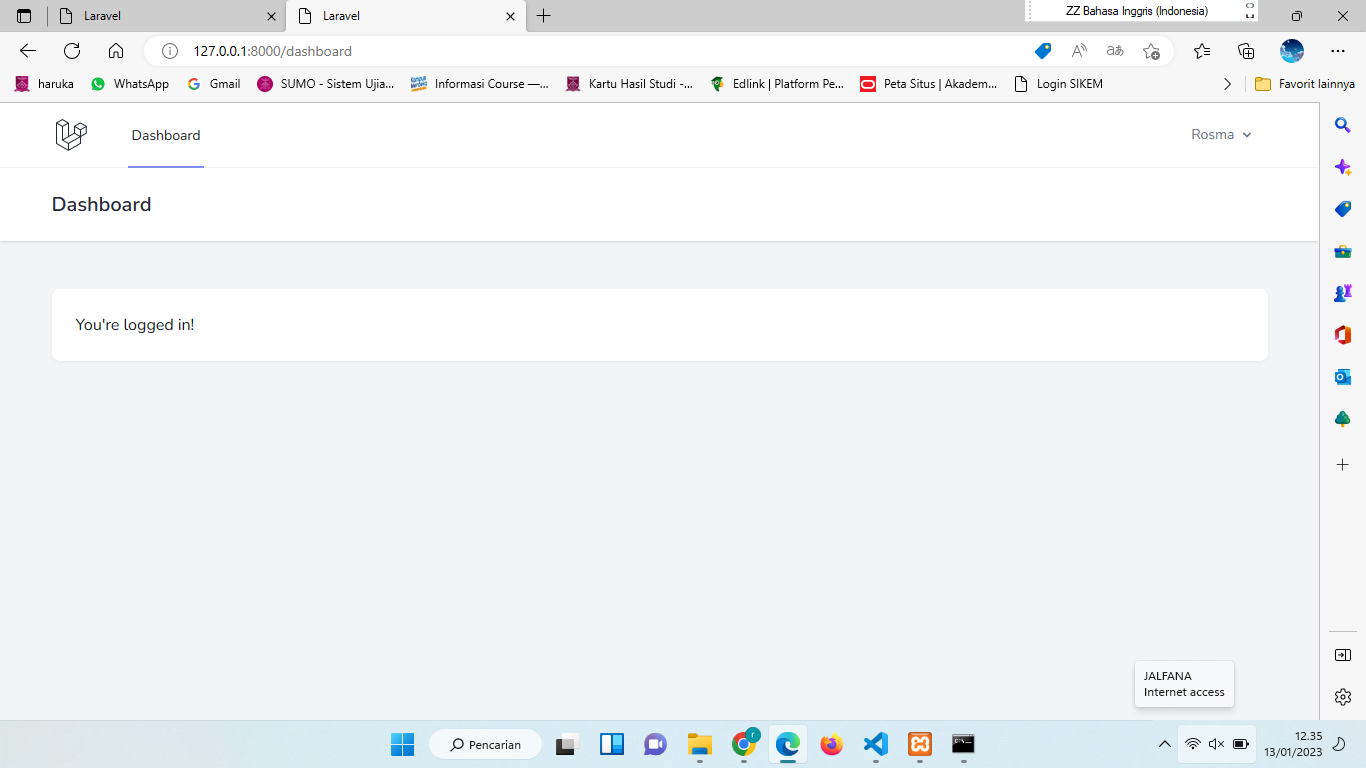 Laravel
Laravel
ZZ Bahasa Inggris (Indonesia)
127.0.0.1:8000/dashboard
haruka
WhatsApp
Gmail
SUMO - Sistem Ujia...
Informasi Course —...
Kartu Hasil Studi -...
Edlink | Platform Pe...
Peta Situs | Akadem...
Login SIKEM
Favorit lainnya
Dashboard
Rosma
Dashboard
You're logged in!
JALFANA
Internet access
Pencarian
12.35
13/01/2023